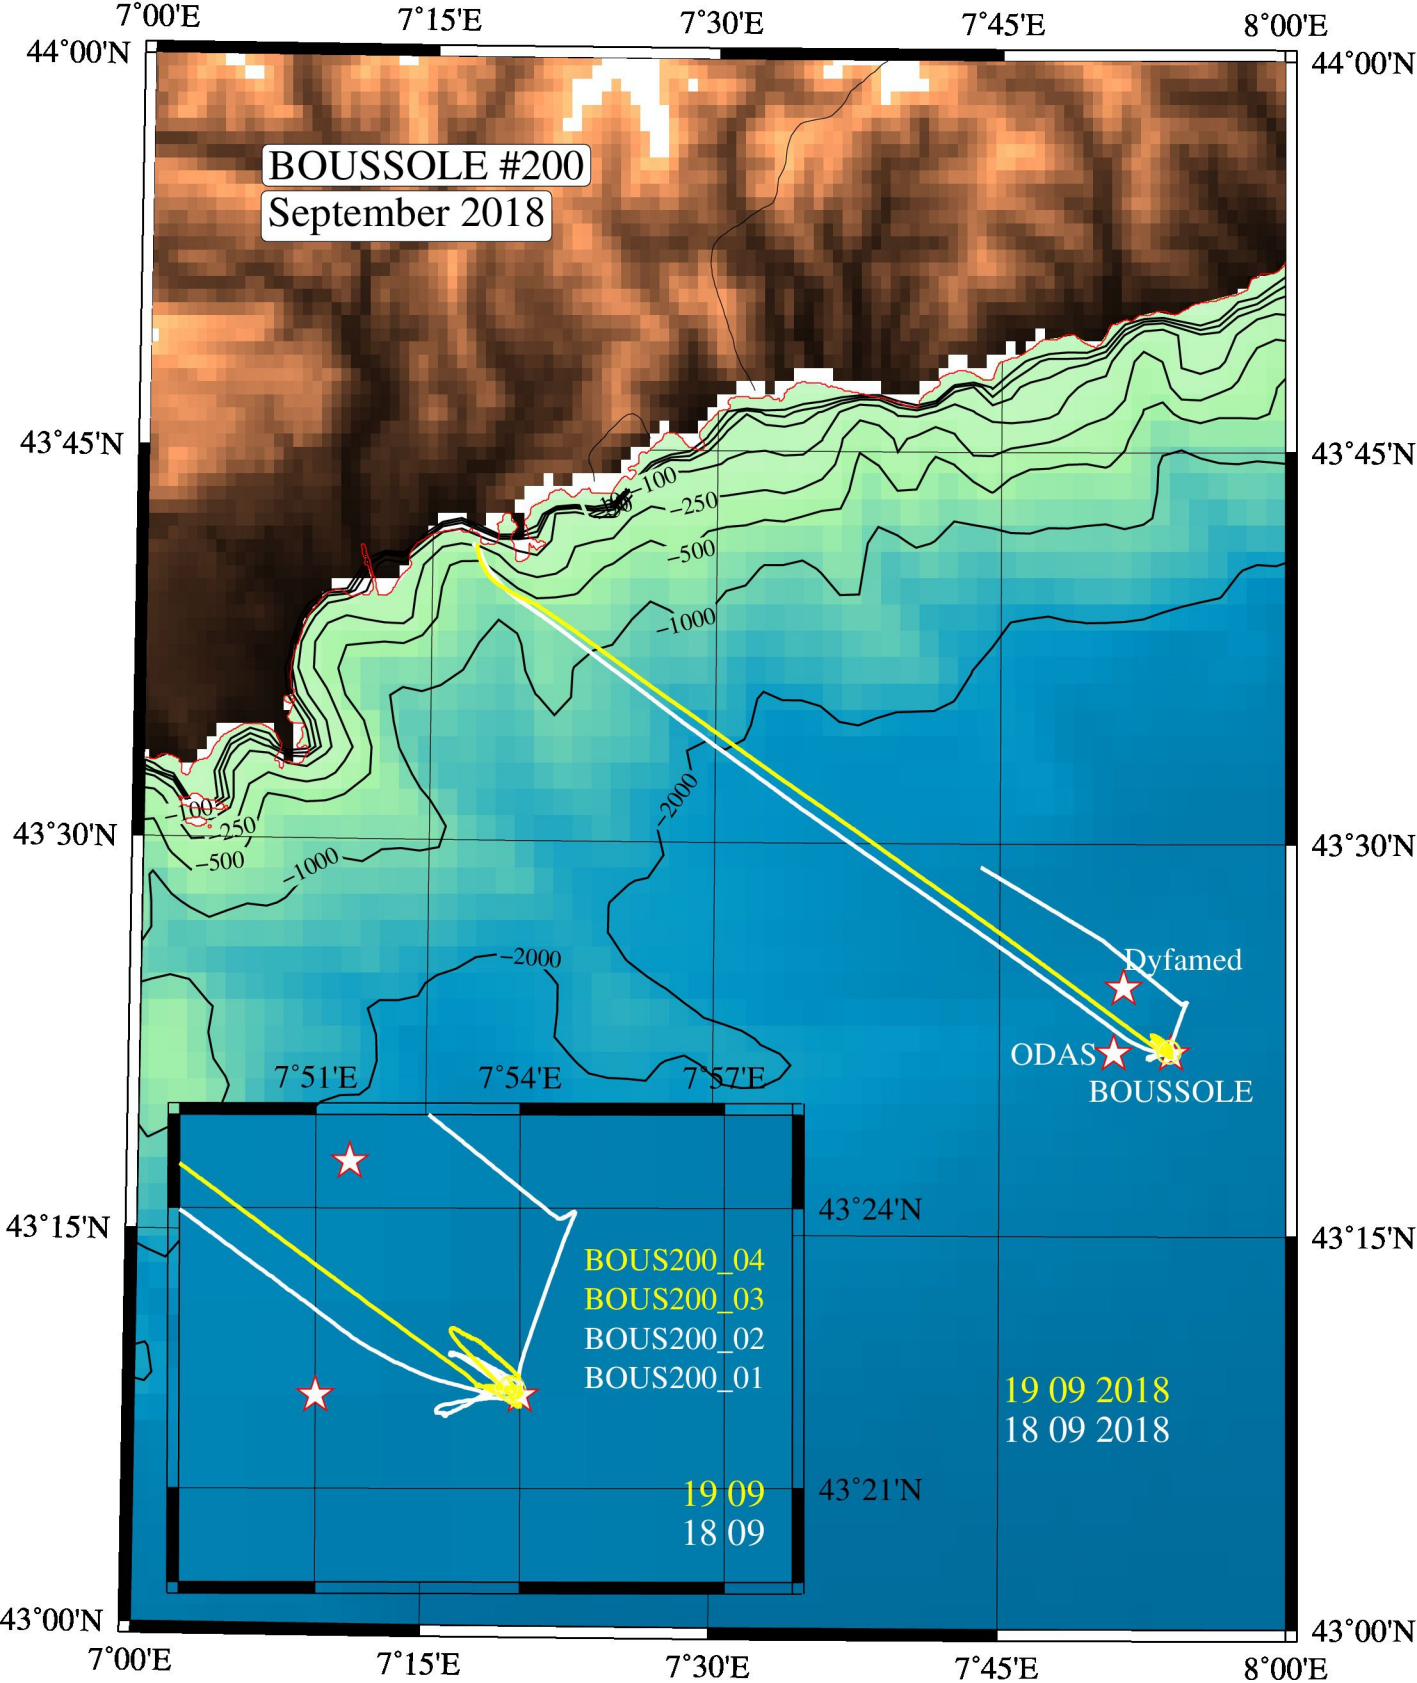 7°00'E 7°15'E 7°30'E 7°45'E 8°00'E
44°00'N 44°00'N
BOUSSOLE #200
September 2018
43°45'N 43°45'N
−100
−250
−500
−1000
−2000
43°30'N 43°30'N
−100
−250
−500
−1000
−2000
Dyfamed
ODAS
BOUSSOLE
7°51'E 7°54'E 7°57'E
43°24'N
43°15'N 43°15'N
BOUS200_04
BOUS200_03
BOUS200_02
BOUS200_01
19 09 2018
18 09 2018
43°21'N
19 09
18 09
43°00'N 43°00'N
7°00'E 7°15'E 7°30'E 7°45'E 8°00'E